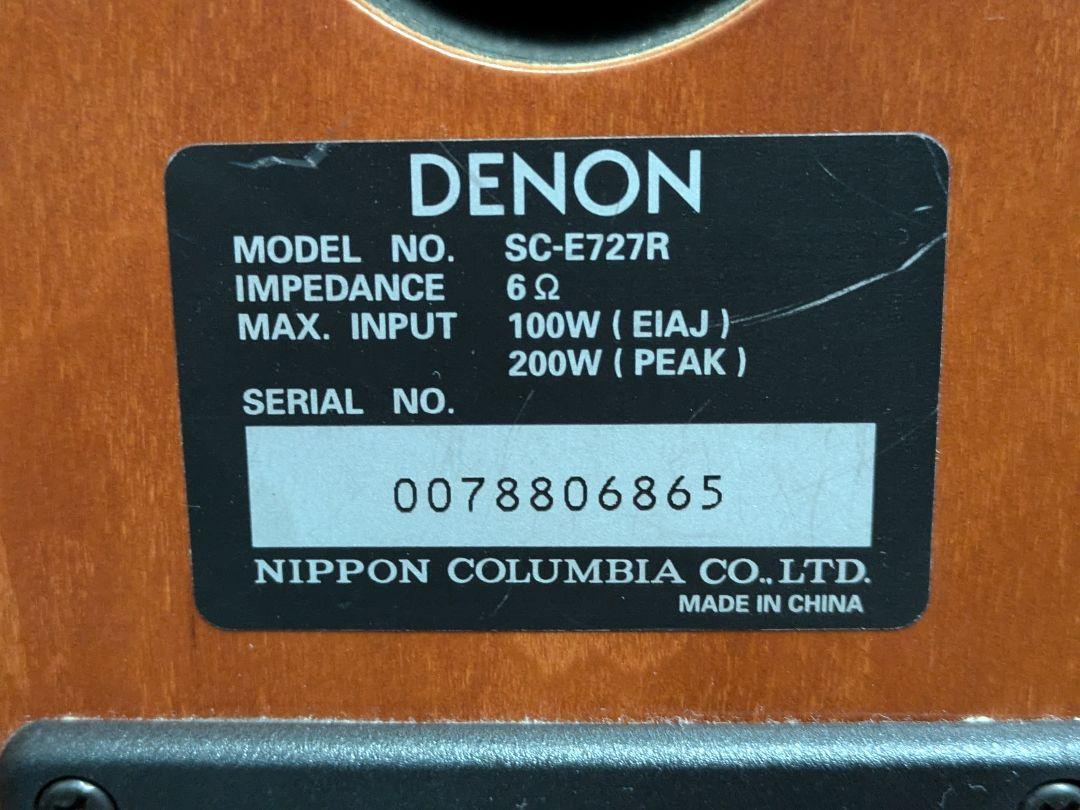 DENON
MODEL NO. SC-E727R
IMPEDANCE 6Ω
MAX. INPUT 100W ( EIAJ )
200W ( PEAK )
SERIAL NO.
0078806865
NIPPON COLUMBIA CO.,LTD.
MADE IN CHINA